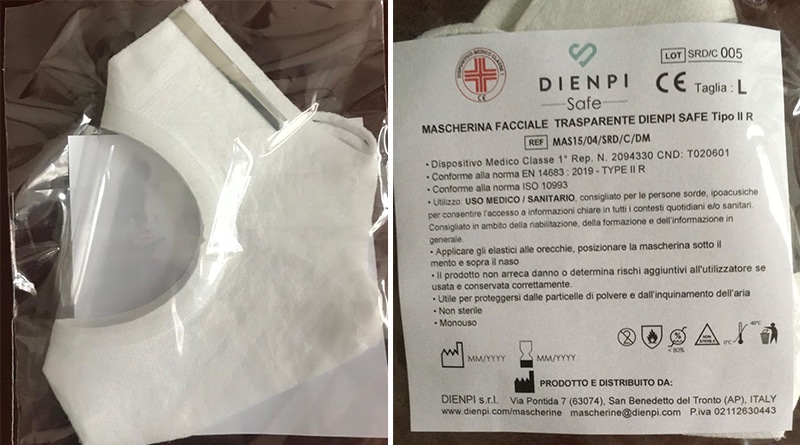 DISPOSITIVO MEDICO CLASSE 1
CE
DIENPI
Safe
LOT SRD/C 005
CE Taglia : L
MASCHERINA FACCIALE TRASPARENTE DIENPI SAFE Tipo II R
REF MAS15/04/SRD/C/DM
• Dispositivo Medico Classe 1° Rep. N. 2094330 CND: T020601
• Conforme alla norma EN 14683 : 2019 - TYPE II R
• Conforme alla norma ISO 10993
• Utilizzo: USO MEDICO / SANITARIO, consigliato per le persone sorde, ipoacusiche
per consentire l'accesso a informazioni chiare in tutti i contesti quotidiani e/o sanitari.
Consigliato in ambito della riabilitazione, della formazione e dell'informazione in
generale.
• Applicare gli elastici alle orecchie, posizionare la mascherina sotto il
mento e sopra il naso
• Il prodotto non arreca danno o determina rischi aggiuntivi all'utilizzatore se
usata e conservata correttamente.
• Utile per proteggersi dalle particelle di polvere e dall'inquinamento dell'aria
• Non sterile
• Monouso
< 80%
NON STERILE
0°C
40°C
MM/YYYY
MM/YYYY
PRODOTTO E DISTRIBUITO DA:
DIENPI s.r.l. Via Pontida 7 (63074), San Benedetto del Tronto (AP), ITALY
www.dienpi.com/mascherine mascherine@dienpi.com P.iva 02112630443